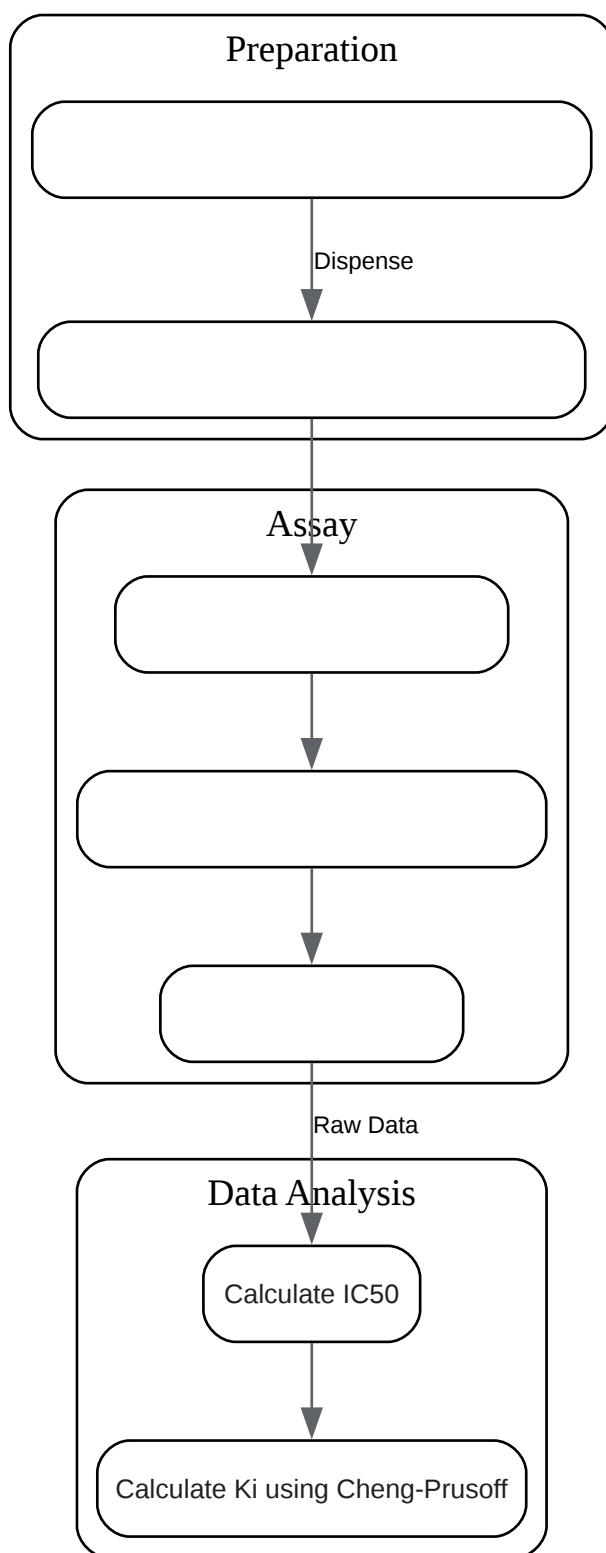 Preparation
Dispense
Assay
Raw Data
Data Analysis
Calculate IC50
Calculate Ki using Cheng-Prusoff